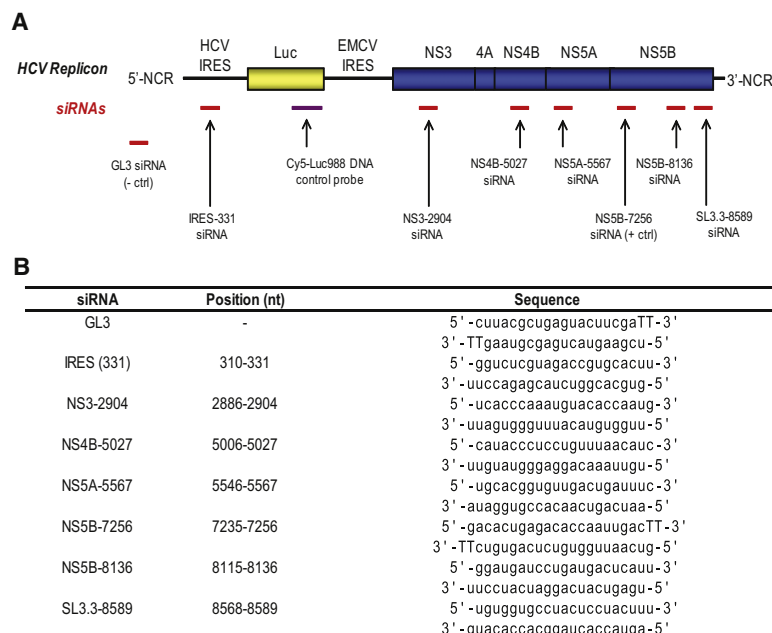 A
HCV IRES
Luc
EMCV IRES
NS3
4A
NS4B
NS5A
NS5B
HCV Replicon
5'-NCR
3'-NCR
siRNAs
GL3 siRNA (- ctrl)
Cy5-Luc988 DNA control probe
NS4B-5027 siRNA
NS5A-5567 siRNA
NS5B-8136 siRNA
IRES-331 siRNA
NS3-2904 siRNA
NS5B-7256 siRNA (+ ctrl)
SL3.3-8589 siRNA
B
siRNA Position (nt) Sequence
GL3 - 5'-cuuacgcugaguacuucgaTT-3'
3'-TTgaaugcgagucaugaagcu-5'
IRES (331) 310-331 5'-ggucucguagaccgugcacuu-3'
3'-uuccagagcaucuggcacgug-5'
NS3-2904 2886-2904 5'-ucacccaaauguacaccaaug-3'
3'-uuagugggguuuacaugugguu-5'
NS4B-5027 5006-5027 5'-cauacccuccuguuuaacauc-3'
3'-uuguaugggaggacaaauugu-5'
NS5A-5567 5546-5567 5'-ugcacgguguugacugauuuc-3'
3'-auaggugccacaacugacuaa-5'
NS5B-7256 7235-7256 5'-gacacugagacaccaauugacTT-3'
3'-TTcugugacucugugguuaacug-5'
NS5B-8136 8115-8136 5'-ggaugauccugaugacucauu-3'
3'-uuccuacuaggacuacugagu-5'
SL3.3-8589 8568-8589 5'-uguggugccuacuccuacuuu-3'
3'-guacaccacggaucaccauga-5'